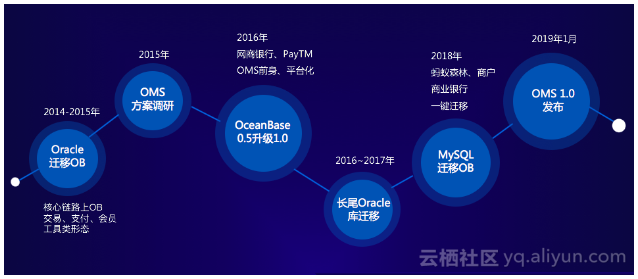 2014-2015年
Oracle
迁移OB
核心链路上OB
交易、支付、会员
工具类形态
2015年
OMS
方案调研
2016年
网商银行、PayTM
OMS前身、平台化
OceanBase
0.5升级1.0
2016~2017年
长尾Oracle
库迁移
2018年
蚂蚁森林、商户
商业银行
一键迁移
MySQL
迁移OB
2019年1月
OMS 1.0
发布
云栖社区 yq.aliyun.com